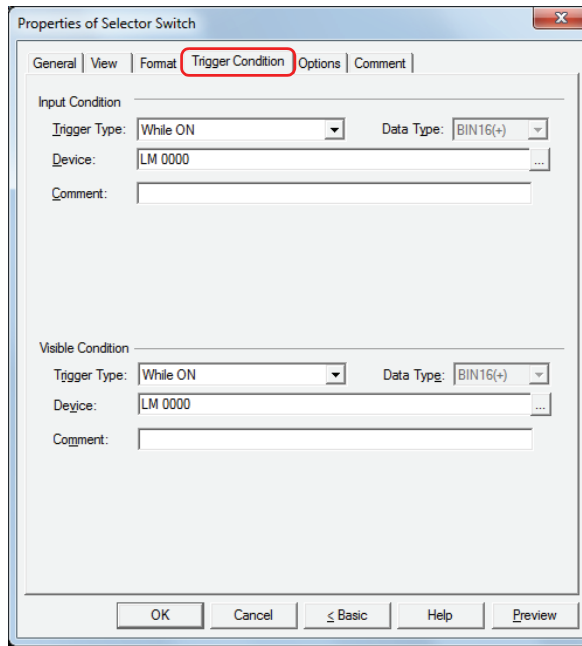 Properties of Selector Switch
General View Format Trigger Condition Options Comment
Input Condition
Trigger Type: While ON Data Type: BIN16(+)
Device: LM 0000 ...
Comment:
Visible Condition
Trigger Type: While ON Data Type: BIN16(+)
Device: LM 0000 ...
Comment:
OK Cancel < Basic Help Preview